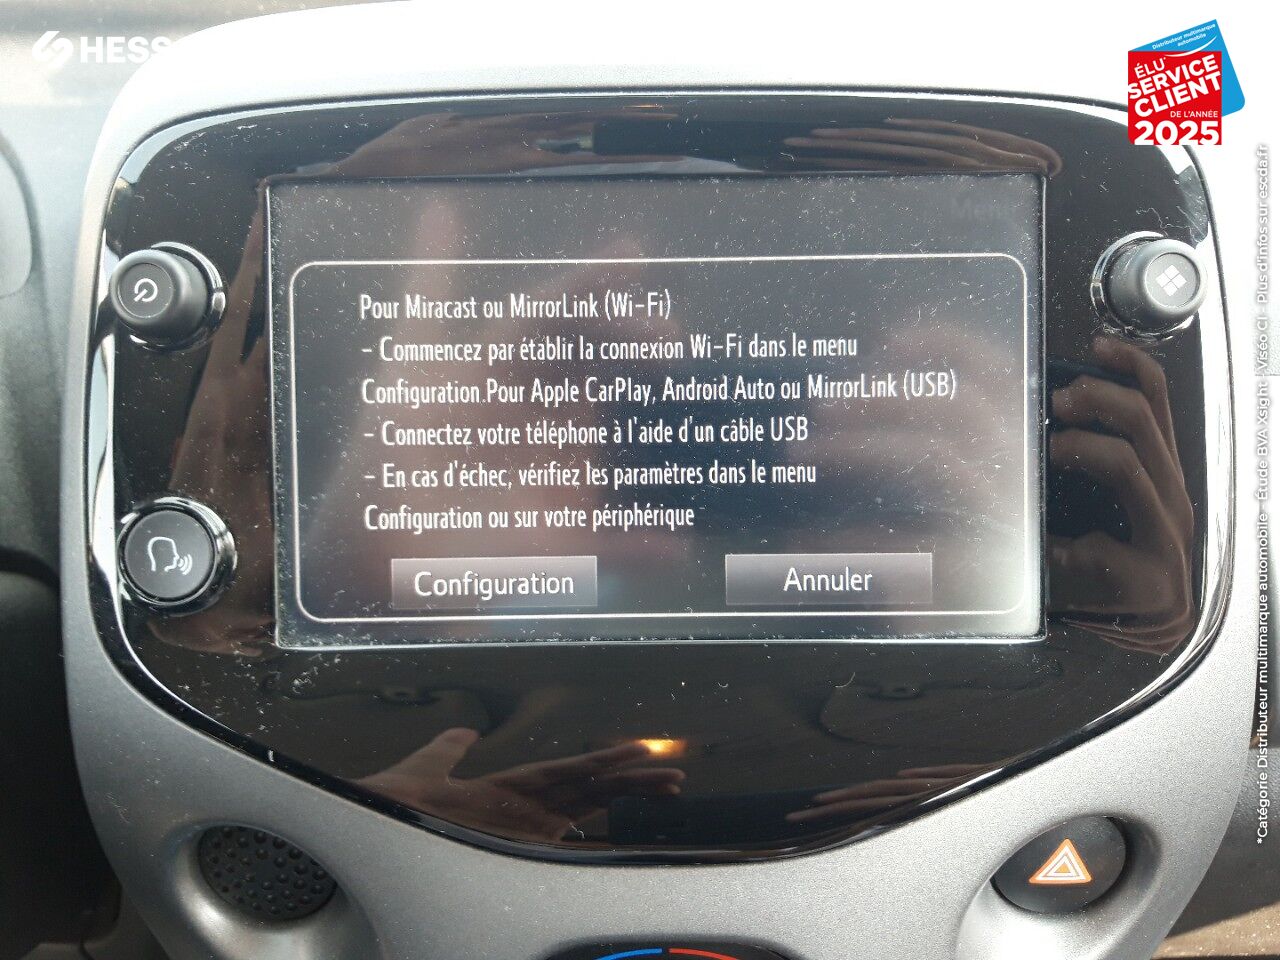 HESS
Distributeur multimarque
automobile
ÉLU
SERVICE
CLIENT
DE L'ANNÉE
2025
Menu
Pour Miracast ou MirrorLink (Wi-Fi)
- Commencez par établir la connexion Wi-Fi dans le menu
Configuration.Pour Apple CarPlay, Android Auto ou MirrorLink (USB)
- Connectez votre téléphone à l'aide d'un câble USB
- En cas d'échec, vérifiez les paramètres dans le menu
Configuration ou sur votre périphérique
Configuration
Annuler
*Catégorie Distributeur multimarque automobile - Étude BVA Xsight - Viséo CI - Plus d'infos sur escda.fr